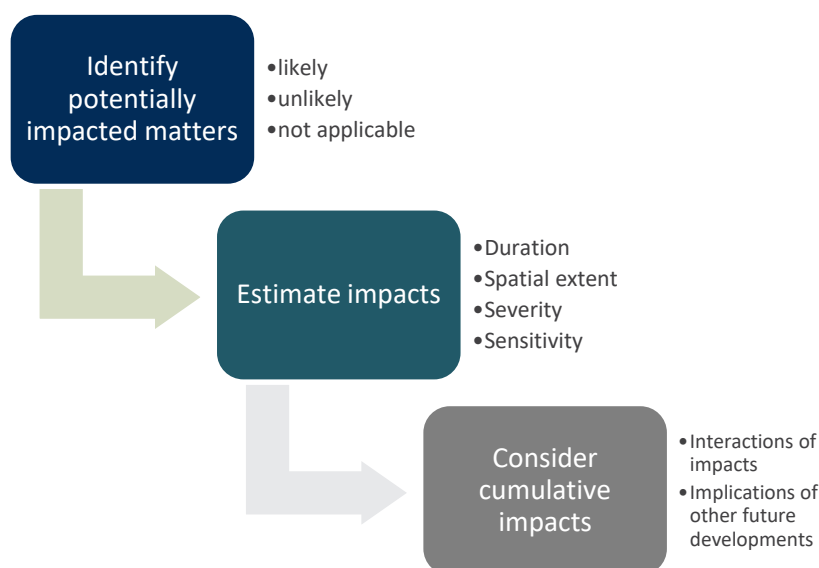 Identify
potentially
impacted matters
•likely
•unlikely
•not applicable
Estimate impacts
•Duration
•Spatial extent
•Severity
•Sensitivity
Consider
cumulative
impacts
•Interactions of
impacts
•Implications of
other future
developments